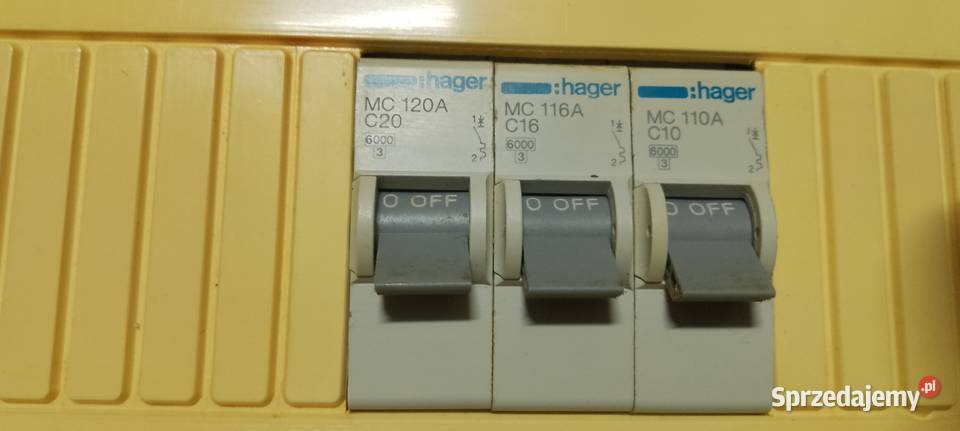 :hager
MC 120A
C20
6000
3
1
2
O OFF
:hager
MC 116A
C16
6000
3
1
2
O OFF
:hager
MC 110A
C10
6000
3
2
O OFF
Sprzedajemy.pl